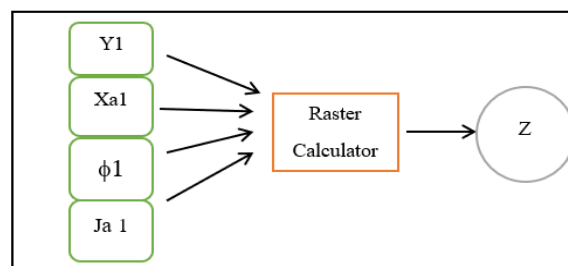 Y1
Xa1
ϕ1
Ja 1
Raster
Calculator
Z